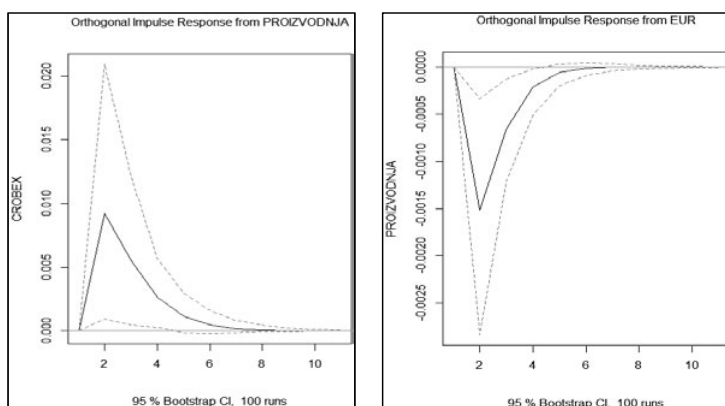 Orthogonal Impulse Response from PROIZVODNJA
CROBEX
0.020
0.015
0.010
0.005
0.000
2 4 6 8 10
95 % Bootstrap CI, 100 runs
Orthogonal Impulse Response from EUR
PROIZVODNJA
0.0000
-0.0005
-0.0010
-0.0015
-0.0020
-0.0025
2 4 6 8 10
95 % Bootstrap CI, 100 runs